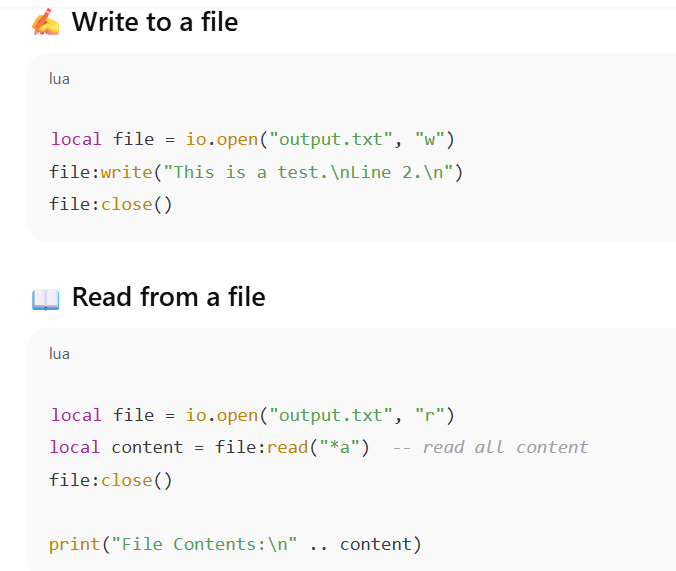 ✍️ Write to a file
lua
local file = io.open("output.txt", "w")
file:write("This is a test.\nLine 2.\n")
file:close()
📖 Read from a file
lua
local file = io.open("output.txt", "r")
local content = file:read("*a")  -- read all content
file:close()
print("File Contents:\n" .. content)